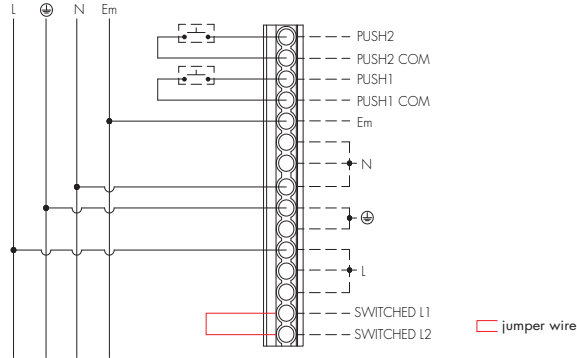 L N Em
PUSH2
PUSH2 COM
PUSH1
PUSH1 COM
Em
N
L
SWITCHED L1
SWITCHED L2
jumper wire